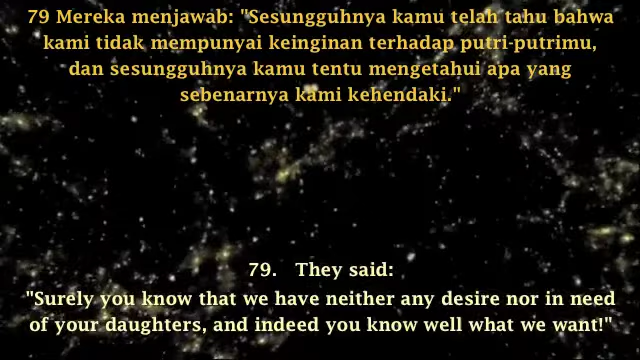 79 Mereka menjawab: "Sesungguhnya kamu telah tahu bahwa
kami tidak mempunyai keinginan terhadap putri-putrimu,
dan sesungguhnya kamu tentu mengetahui apa yang
sebenarnya kami kehendaki."
79. They said:
"Surely you know that we have neither any desire nor in need
of your daughters, and indeed you know well what we want!"